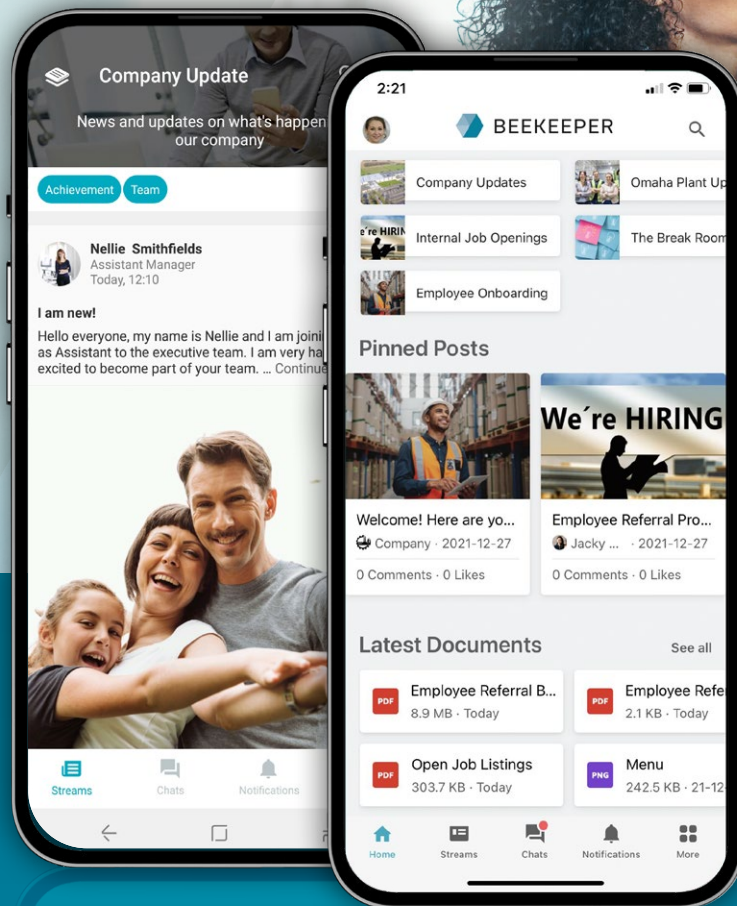 Company Update
News and updates on what's happen
our company
Achievement
Team
Nellie Smithfields
Assistant Manager
Today, 12:10
I am new!
Hello everyone, my name is Nellie and I am joini
as Assistant to the executive team. I am very ha
excited to become part of your team. ... Continue
Streams
Chats
Notifications
2:21
BEEKEEPER
Company Updates
Omaha Plant Up
e're HIRIN
Internal Job Openings
The Break Room
Employee Onboarding
Pinned Posts
We´re HIRING
Welcome! Here are yo...
Company · 2021-12-27
0 Comments · 0 Likes
Employee Referral Pro...
Jacky ... · 2021-12-27
0 Comments · 0 Likes
Latest Documents
See all
PDF
Employee Referral B...
8.9 MB · Today
PDF
Employee Refe
2.1 KB · Today
PDF
Open Job Listings
303.7 KB · Today
PNG
Menu
242.5 KB · 21-12
Home
Streams
Chats
Notifications
More